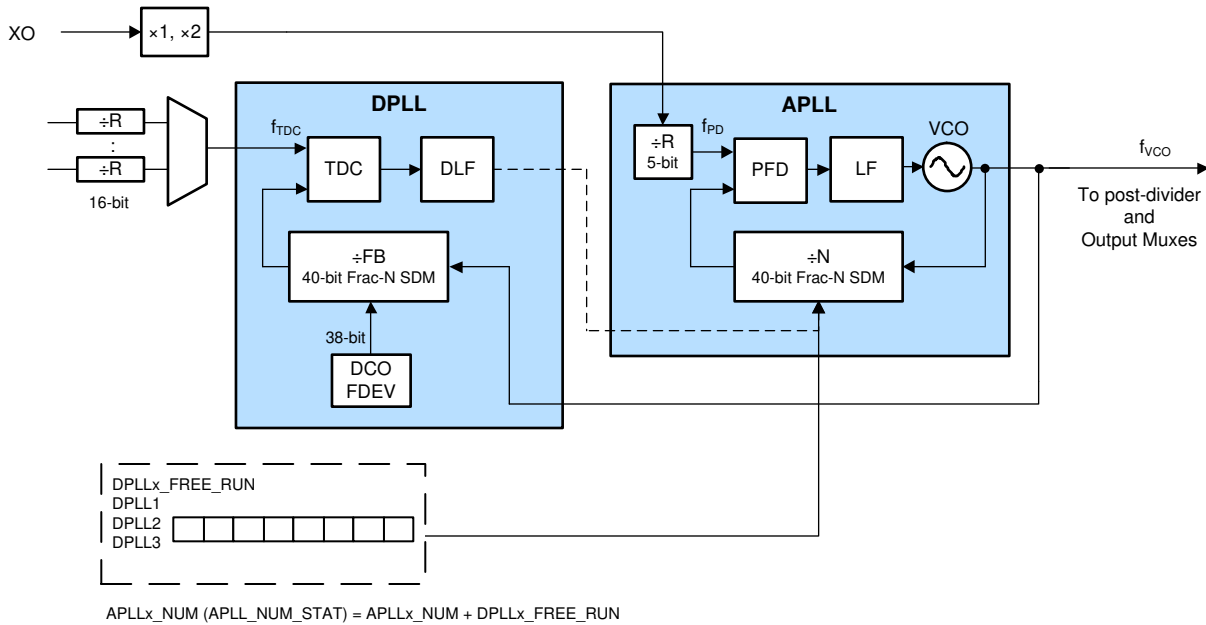 XO
×1, ×2
DPLL
APLL
÷R
:
÷R
16-bit
fTDC
TDC
DLF
÷R
5-bit
fPD
PFD
LF
VCO
fVCO
To post-divider
and
Output Muxes
÷FB
40-bit Frac-N SDM
÷N
40-bit Frac-N SDM
38-bit
DCO
FDEV
DPLLx_FREE_RUN
DPLL1
DPLL2
DPLL3
APLLx_NUM (APLL_NUM_STAT) = APLLx_NUM + DPLLx_FREE_RUN